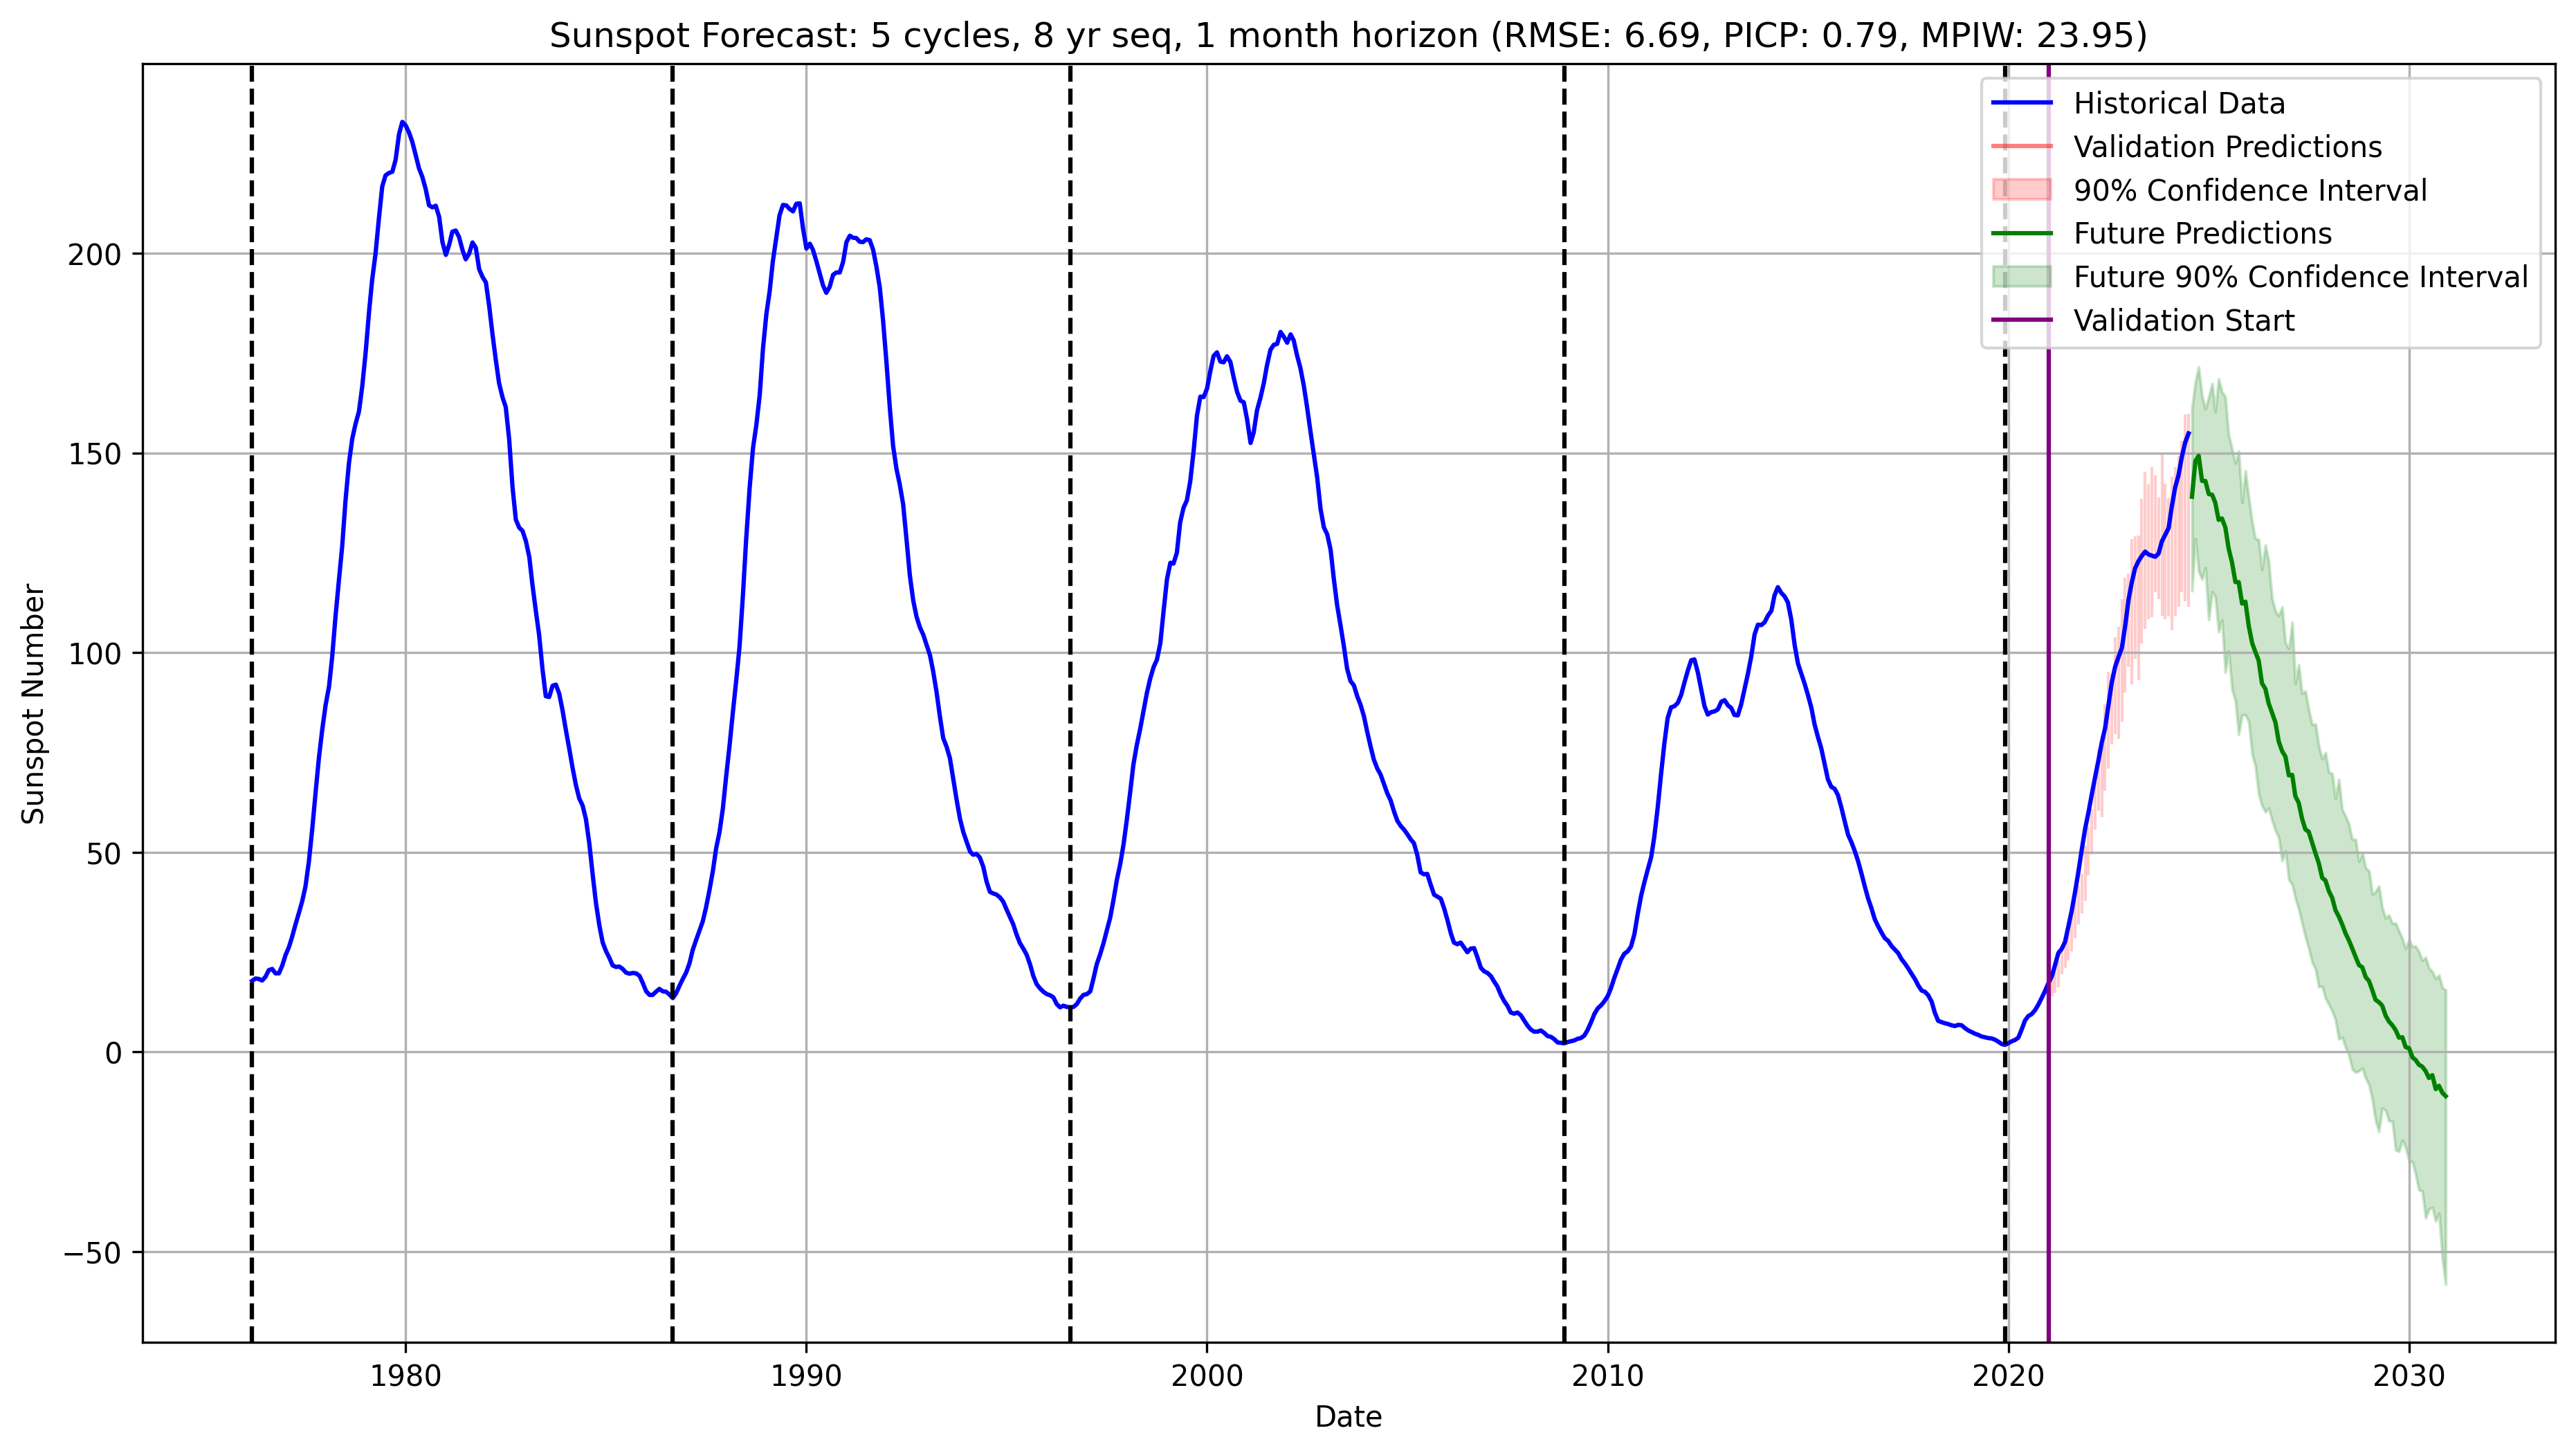 Sunspot Forecast: 5 cycles, 8 yr seq, 1 month horizon (RMSE: 6.69, PICP: 0.79, MPIW: 23.95)
Historical Data
Validation Predictions
90% Confidence Interval
Future Predictions
Future 90% Confidence Interval
Validation Start
Sunspot Number
200
150
100
50
0
−50
1980
1990
2000
2010
2020
2030
Date